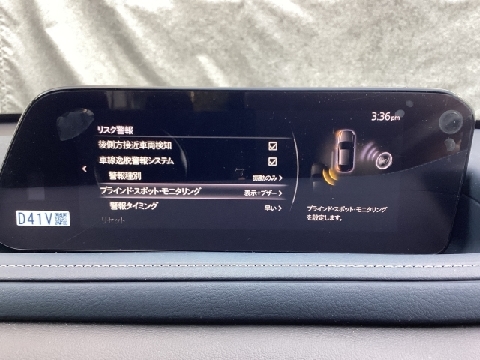 3:36pm
リスク警報
後側方接近車両検知
車線逸脱警報システム
警報種別 振動のみ
ブラインド・スポット・モニタリング 表示+ブザー
警報タイミング 早い
リセット
ブラインド・スポット・モニタリング
を設定します。
D41V